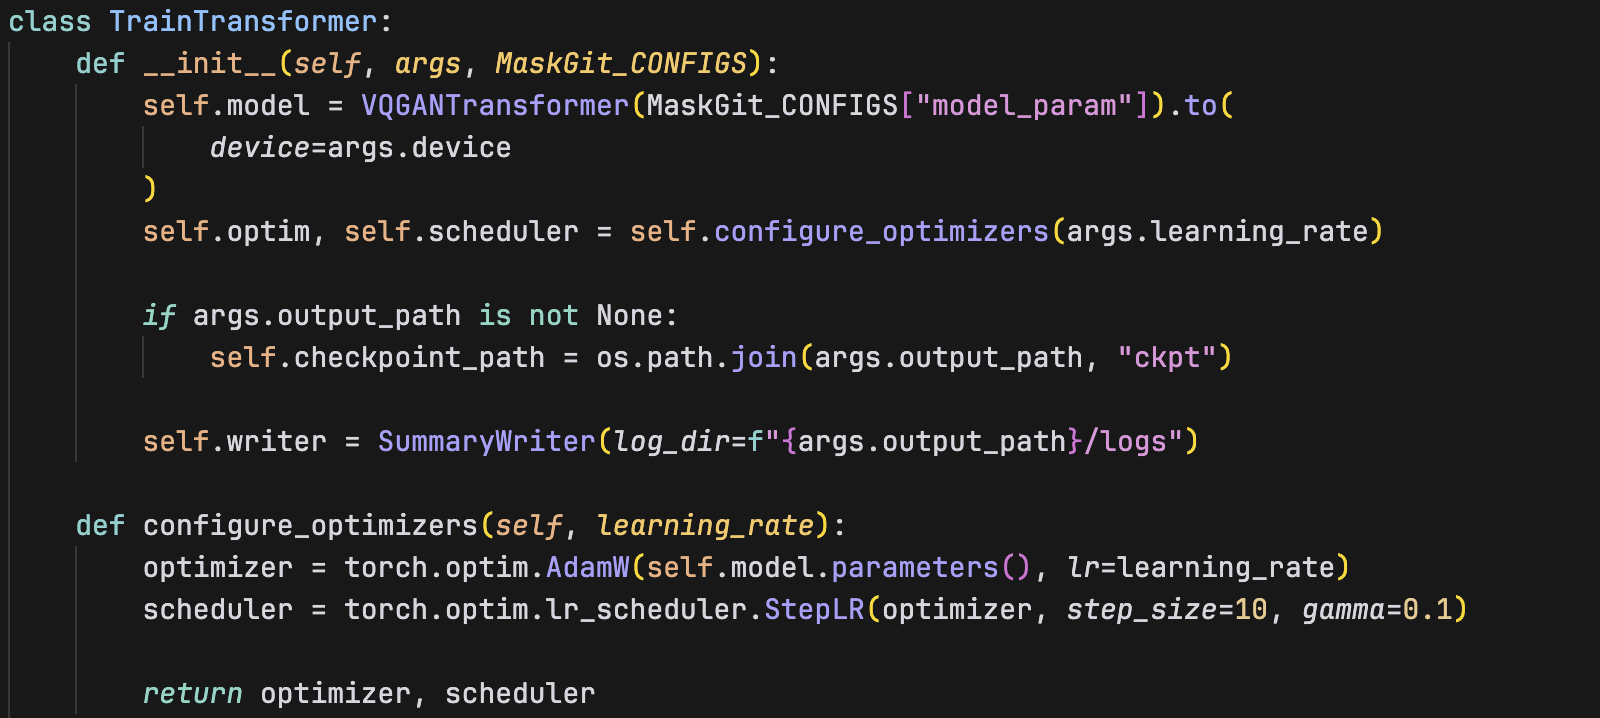 class TrainTransformer:
    def __init__(self, args, MaskGit_CONFIGS):
        self.model = VQGANTransformer(MaskGit_CONFIGS["model_param"]).to(
            device=args.device
        )
        self.optim, self.scheduler = self.configure_optimizers(args.learning_rate)

        if args.output_path is not None:
            self.checkpoint_path = os.path.join(args.output_path, "ckpt")

        self.writer = SummaryWriter(log_dir=f"{args.output_path}/logs")

    def configure_optimizers(self, learning_rate):
        optimizer = torch.optim.AdamW(self.model.parameters(), lr=learning_rate)
        scheduler = torch.optim.lr_scheduler.StepLR(optimizer, step_size=10, gamma=0.1)

        return optimizer, scheduler